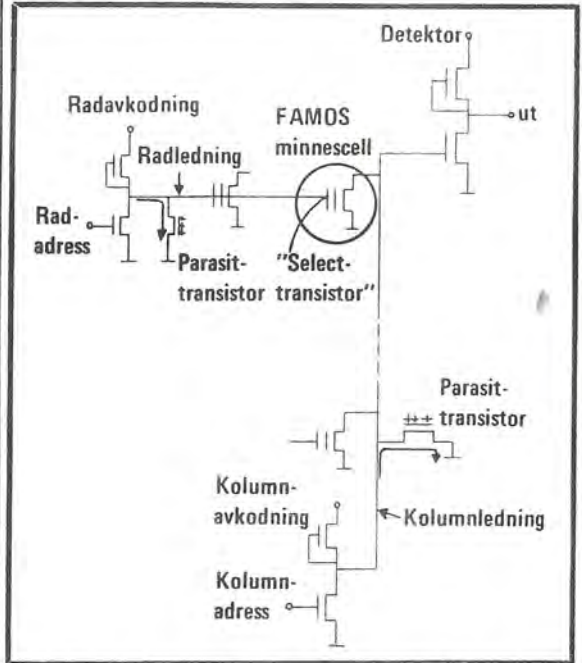 Detektor
Radavkodning
FAMOS
minnescell
ut
Radledning
Rad-
adress
Parasit-
transistor
"Select-
transistor"
Parasit-
transistor
Kolumn-
avkodning
Kolumnledning
Kolumn-
adress